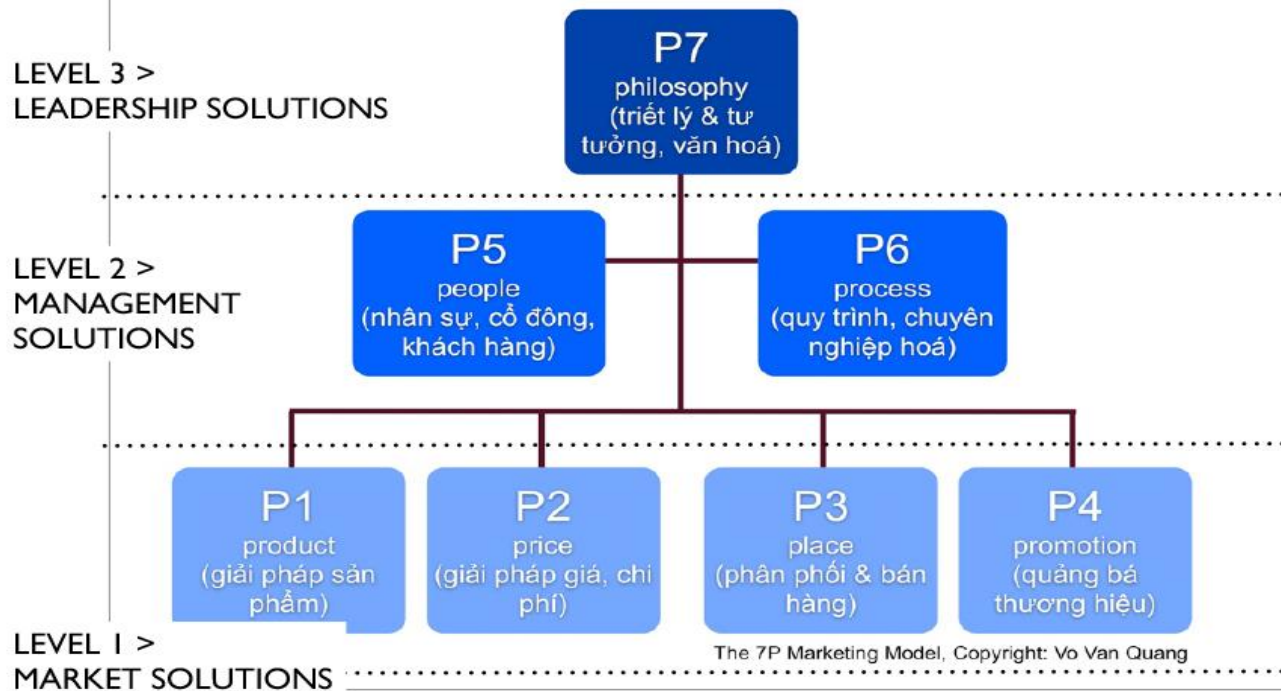 LEVEL 3 >
LEADERSHIP SOLUTIONS
P7
philosophy
(triết lý & tư
tưởng, văn hoá)
LEVEL 2 >
MANAGEMENT
SOLUTIONS
P5
people
(nhân sự, cổ đông,
khách hàng)
P6
process
(quy trình, chuyên
nghiệp hoá)
P1
product
(giải pháp sản
phẩm)
P2
price
(giải pháp giá, chi
phí)
P3
place
(phân phối & bán
hàng)
P4
promotion
(quảng bá
thương hiệu)
LEVEL 1 >
MARKET SOLUTIONS
The 7P Marketing Model, Copyright: Vo Van Quang